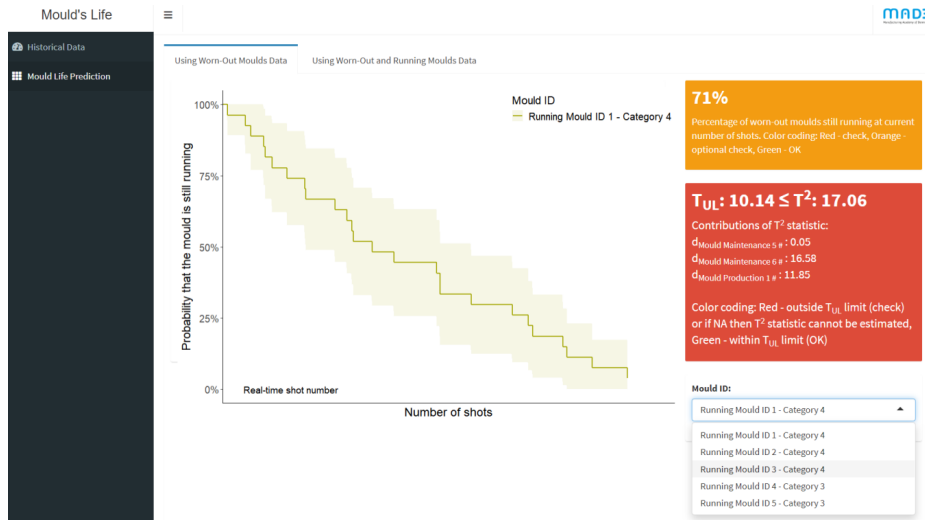 Mould's Life
MADE
Historical Data
Mould Life Prediction
Using Worn-Out Moulds Data
Using Worn-Out and Running Moulds Data
Probability that the mould is still running
100%
75%
50%
25%
0%
Mould ID
Running Mould ID 1 - Category 4
Real-time shot number
Number of shots
71%
Percentage of worn-out moulds still running at current
number of shots. Color coding: Red - check, Orange -
optional check, Green - OK
T_UL: 10.14 ≤ T²: 17.06
Contributions of T² statistic:
d_Mould Maintenance 5 #: 0.05
d_Mould Maintenance 6 #: 16.58
d_Mould Production 1 #: 11.85
Color coding: Red - outside T_UL limit (check)
or if NA then T² statistic cannot be estimated,
Green - within T_UL limit (OK)
Mould ID:
Running Mould ID 1 - Category 4
Running Mould ID 1 - Category 4
Running Mould ID 2 - Category 4
Running Mould ID 3 - Category 4
Running Mould ID 4 - Category 3
Running Mould ID 5 - Category 3